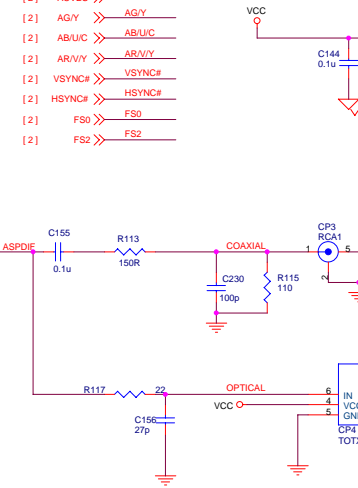 [ 2 ] AG/Y AG/Y
[ 2 ] AB/U/C AB/U/C
[ 2 ] AR/V/Y AR/V/Y
[ 2 ] VSYNC# VSYNC#
[ 2 ] HSYNC# HSYNC#
[ 2 ] FS0 FS0
[ 2 ] FS2 FS2
VCC
C144
0.1u
ASPDIF
C155
0.1u
R113
150R
COAXIAL
C230
100p
R115
110
CP3
RCA1
1
5
2
R117
22
C156
27p
OPTICAL
VCC
6
4
5
IN
VCC
CP4